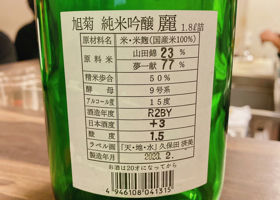 旭菊 純米吟醸 麗 1.8ℓ詰
原材料名 米・米麹(国産米100%)
原料米 山田錦 23 %
夢一献 77 %
精米歩合 50%
酵母 9号系
アルコール度 15度
酒造年度 R2BY
日本酒度 +3
酸度 1.5
ラベル画 「天・地・水」久保田 済美
製造年月 2023. 2.
お酒は20才になってから
4946108041315